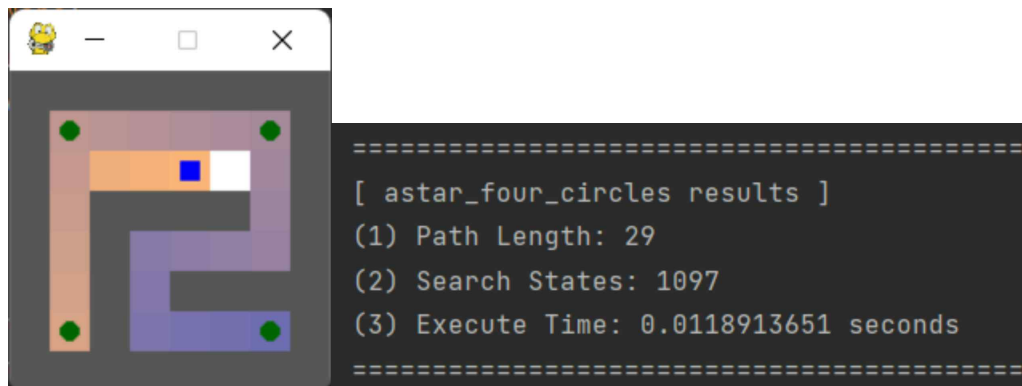 ==========================================
[ astar_four_circles results ]
(1) Path Length: 29
(2) Search States: 1097
(3) Execute Time: 0.0118913651 seconds
==========================================